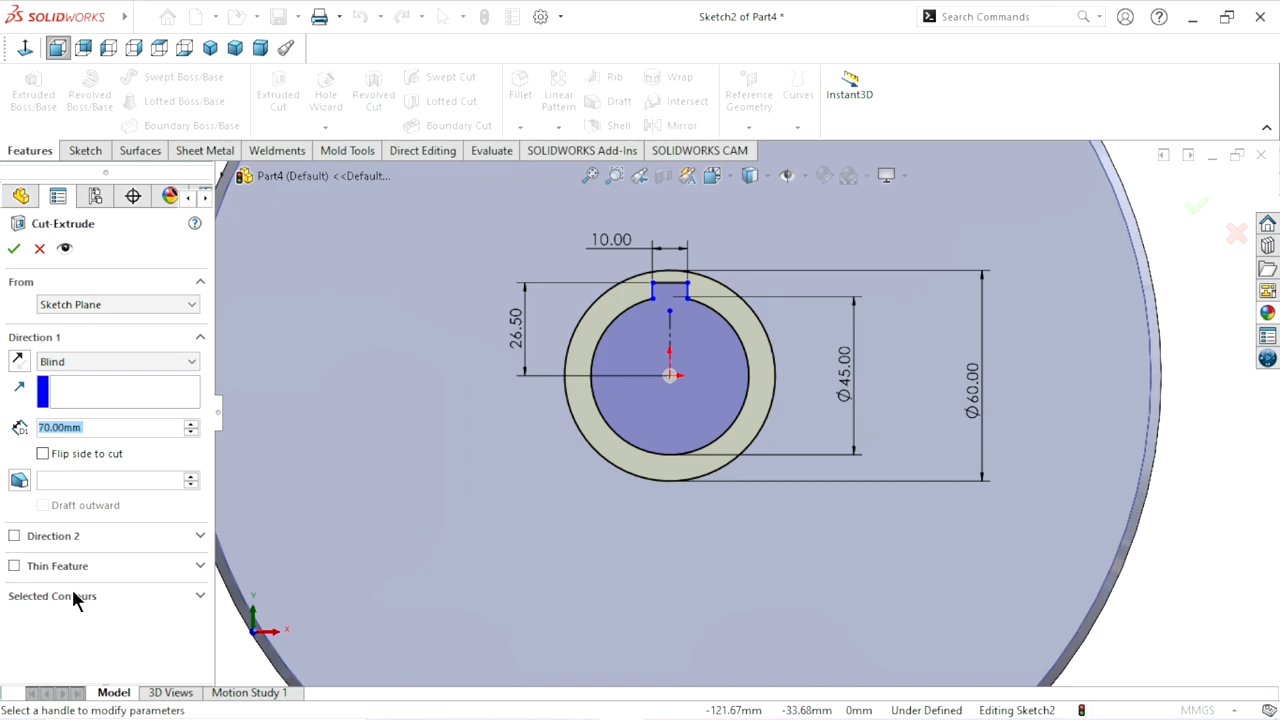 SOLIDWORKS
Sketch2 of Part4 *
Search Commands
Extruded Boss/Base
Revolved Boss/Base
Swept Boss/Base
Lofted Boss/Base
Boundary Boss/Base
Extruded Cut
Hole Wizard
Revolved Cut
Swept Cut
Lofted Cut
Boundary Cut
Fillet
Linear Pattern
Rib
Draft
Shell
Wrap
Intersect
Mirror
Reference Geometry
Curves
Instant3D
Features
Sketch
Surfaces
Sheet Metal
Weldments
Mold Tools
Direct Editing
Evaluate
SOLIDWORKS Add-Ins
SOLIDWORKS CAM
Part4 (Default) <<Default...
Cut-Extrude
From
Sketch Plane
Direction 1
Blind
70.00mm
Flip side to cut
Draft outward
Direction 2
Thin Feature
Selected Contours
10.00
26.50
Ø45.00
Ø60.00
Y
X
Model
3D Views
Motion Study 1
Select a handle to modify parameters
-121.67mm
-33.68mm
0mm
Under Defined
Editing Sketch2
MMGS